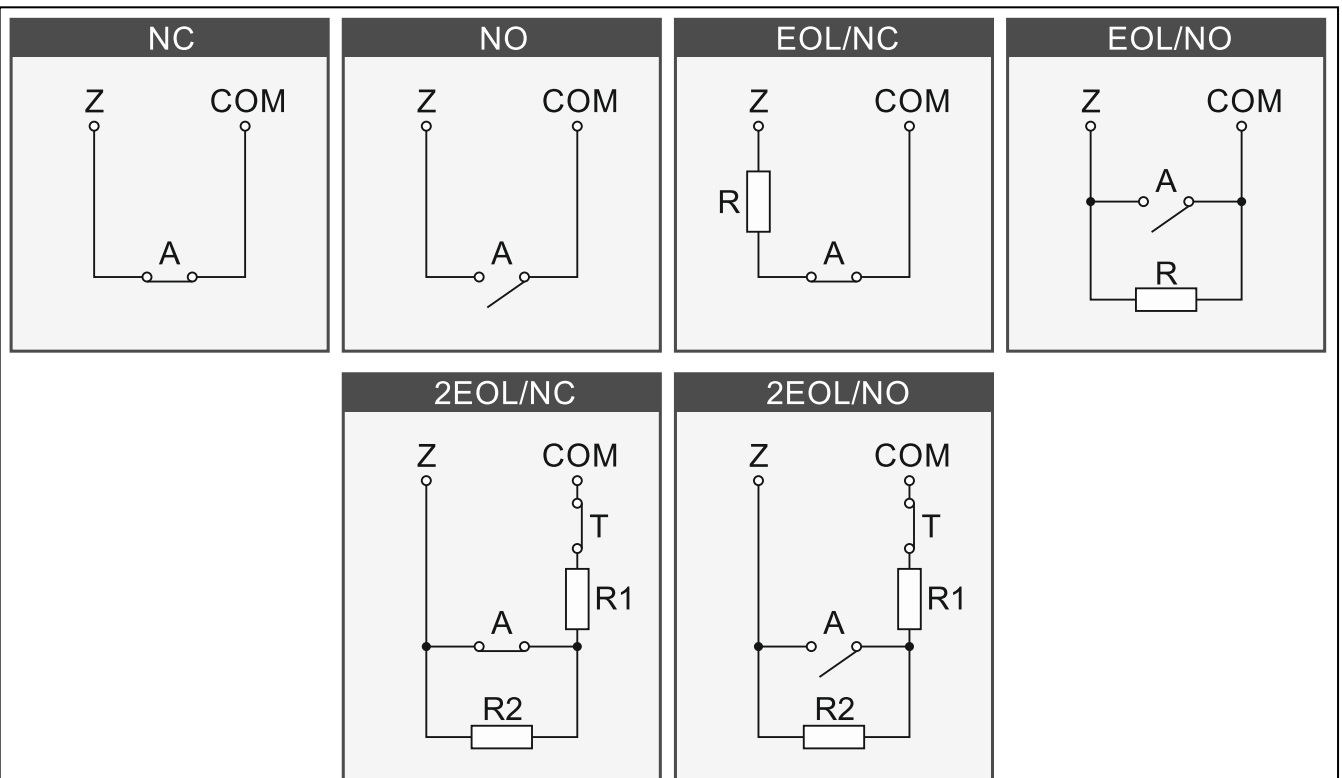 NC
Z COM
A
NO
Z COM
A
EOL/NC
Z COM
R
A
EOL/NO
Z COM
A
R
2EOL/NC
Z COM
T
R1
A
R2
2EOL/NO
Z COM
T
R1
A
R2